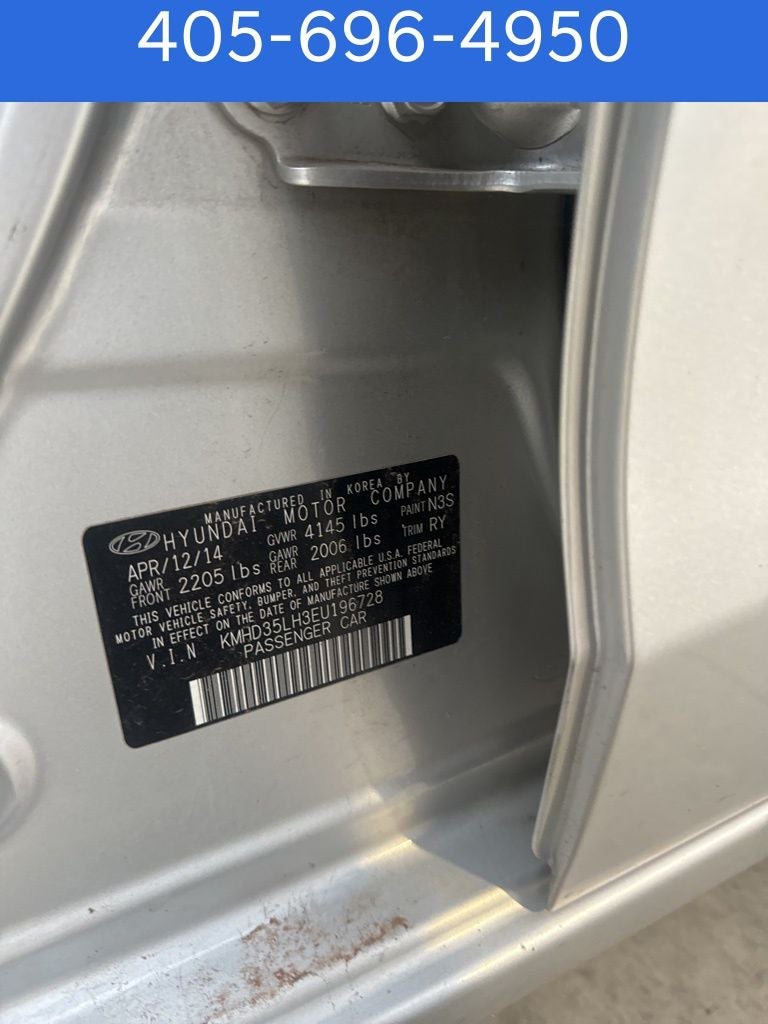 405-696-4950
MANUFACTURED IN KOREA BY
HYUNDAI MOTOR COMPANY
APR/12/14 GVWR 4145 lbs PAINT N3S
GAWR FRONT 2205 lbs GAWR REAR 2006 lbs TRIM RY
THIS VEHICLE CONFORMS TO ALL APPLICABLE U.S.A. FEDERAL
MOTOR VEHICLE SAFETY, BUMPER, AND THEFT PREVENTION STANDARDS
IN EFFECT ON THE DATE OF MANUFACTURE SHOWN ABOVE
V.I.N KMHD35LH3EU196728
PASSENGER CAR